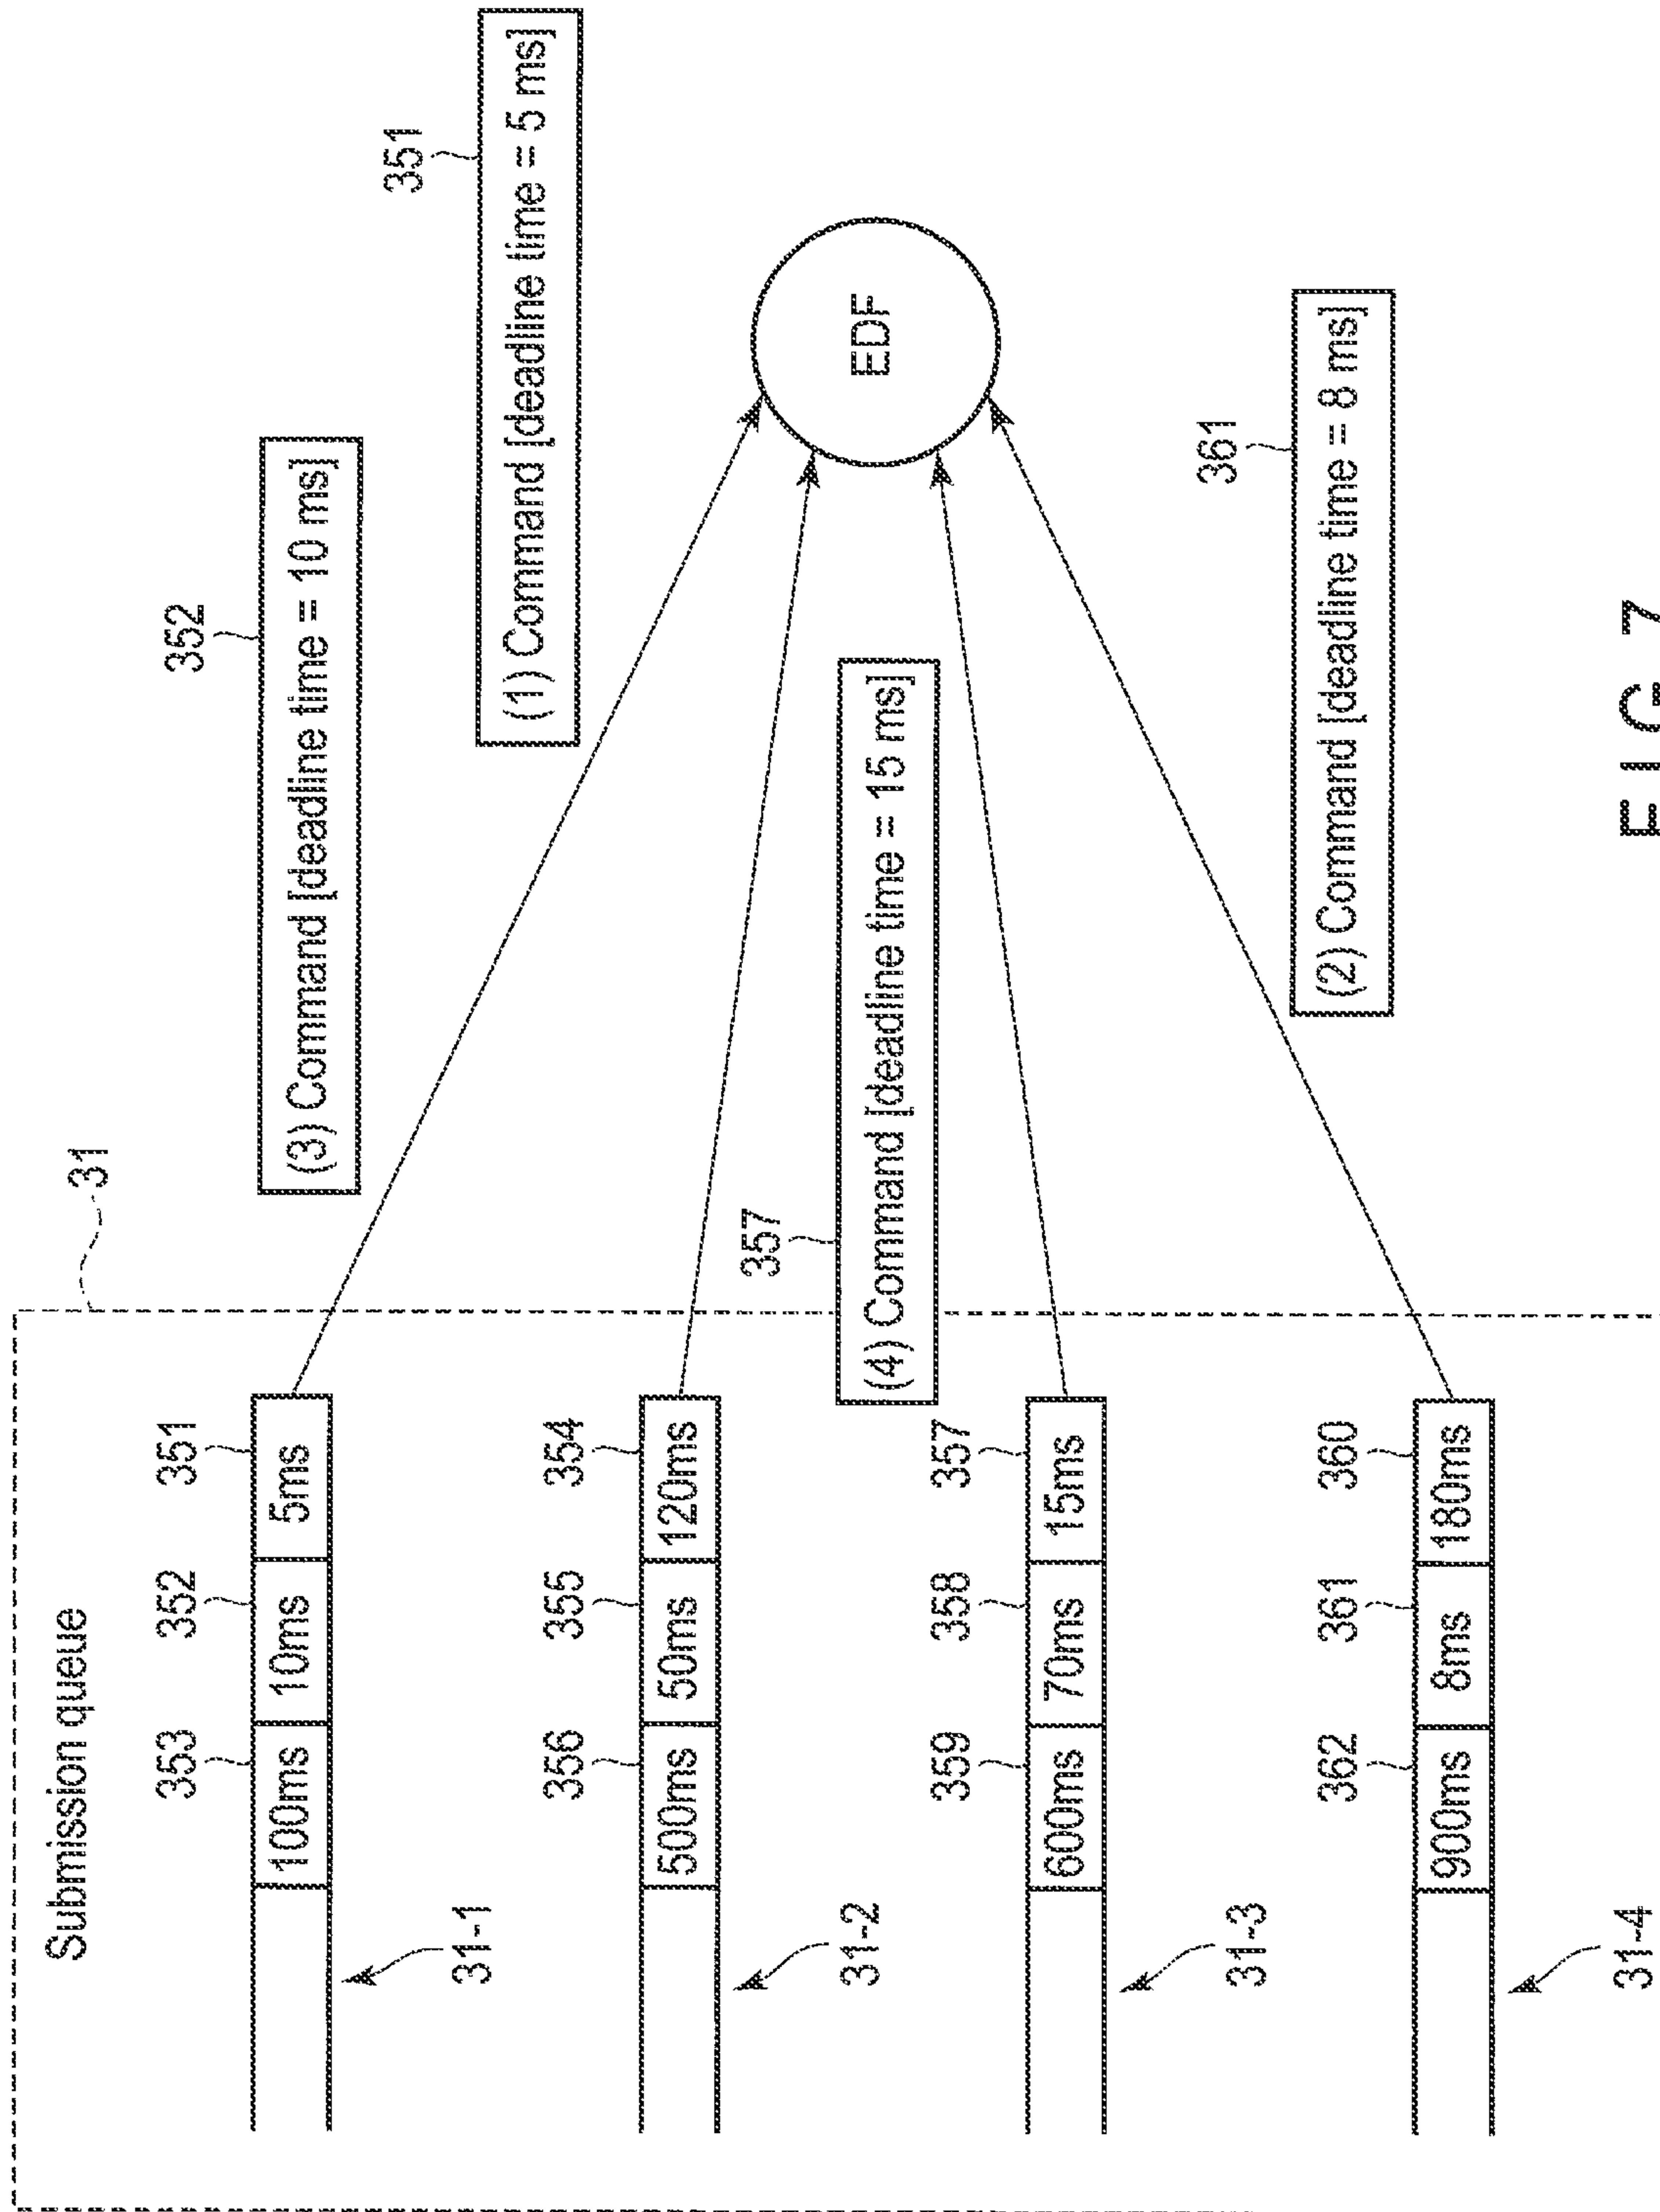 Submission queue
31
353
352
351
100ms
10ms
5ms
31-1
352
(3) Command [deadline time = 10 ms]
351
(1) Command [deadline time = 5 ms]
356
355
354
500ms
50ms
120ms
31-2
EDF
357
(4) Command [deadline time = 15 ms]
359
358
357
600ms
70ms
15ms
31-3
361
(2) Command [deadline time = 8 ms]
362
361
360
900ms
8ms
180ms
31-4
FIG. 7